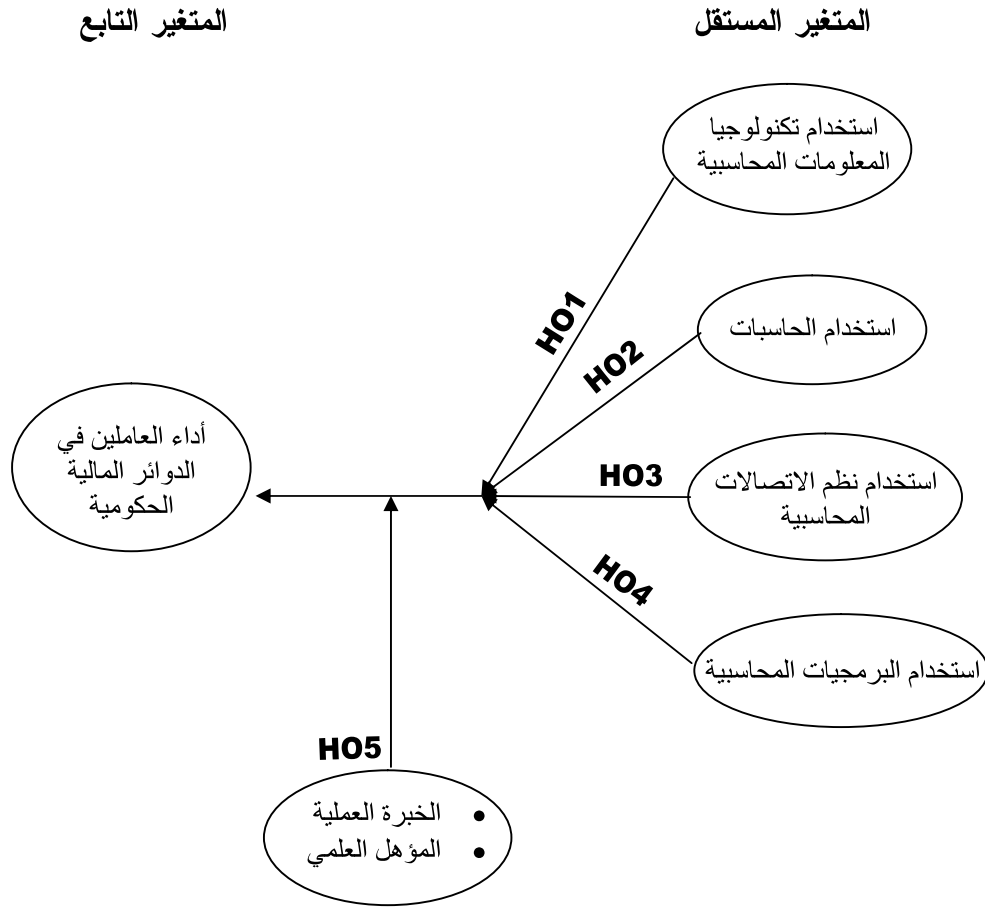 المتغير المستقل
المتغير التابع
استخدام تكنولوجيا
المعلومات المحاسبية
HO1
استخدام الحاسبات
HO2
أداء العاملين في
الدوائر المالية
الحكومية
استخدام نظم الاتصالات
المحاسبية
HO3
HO4
استخدام البرمجيات المحاسبية
HO5
• الخبرة العملية
• المؤهل العلمي